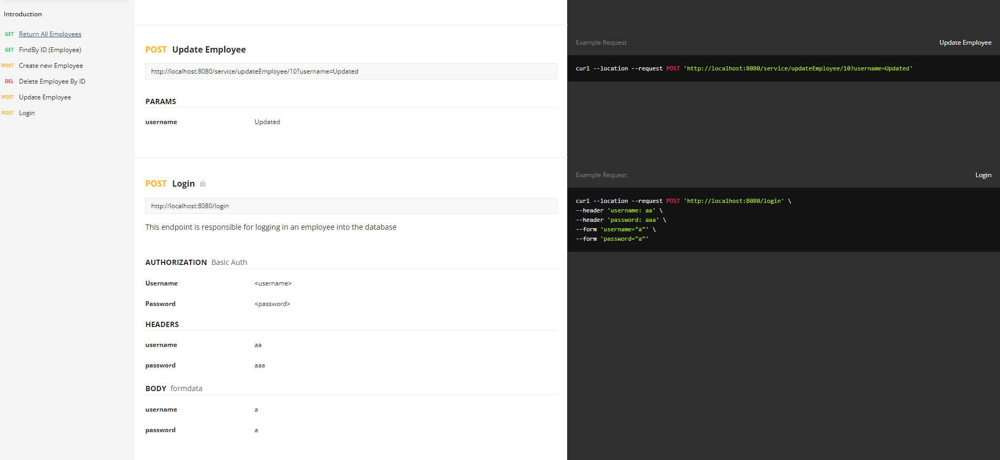 Introduction
GET Return All Employees
GET FindBy ID (Employee)
POST Create new Employee
DEL Delete Employee By ID
POST Update Employee
POST Login
POST Update Employee
http://localhost:8080/service/updateEmployee/10?username=Updated
PARAMS
username Updated
POST Login
http://localhost:8080/login
This endpoint is responsible for logging in an employee into the database
AUTHORIZATION Basic Auth
Username <username>
Password <password>
HEADERS
username aa
password aaa
BODY formdata
username a
password a
Example Request Update Employee
curl --location --request POST 'http://localhost:8080/service/updateEmployee/10?username=Updated'
Example Request Login
curl --location --request POST 'http://localhost:8080/login' \
--header 'username: aa' \
--header 'password: aaa' \
--form 'username="a"' \
--form 'password="a"'